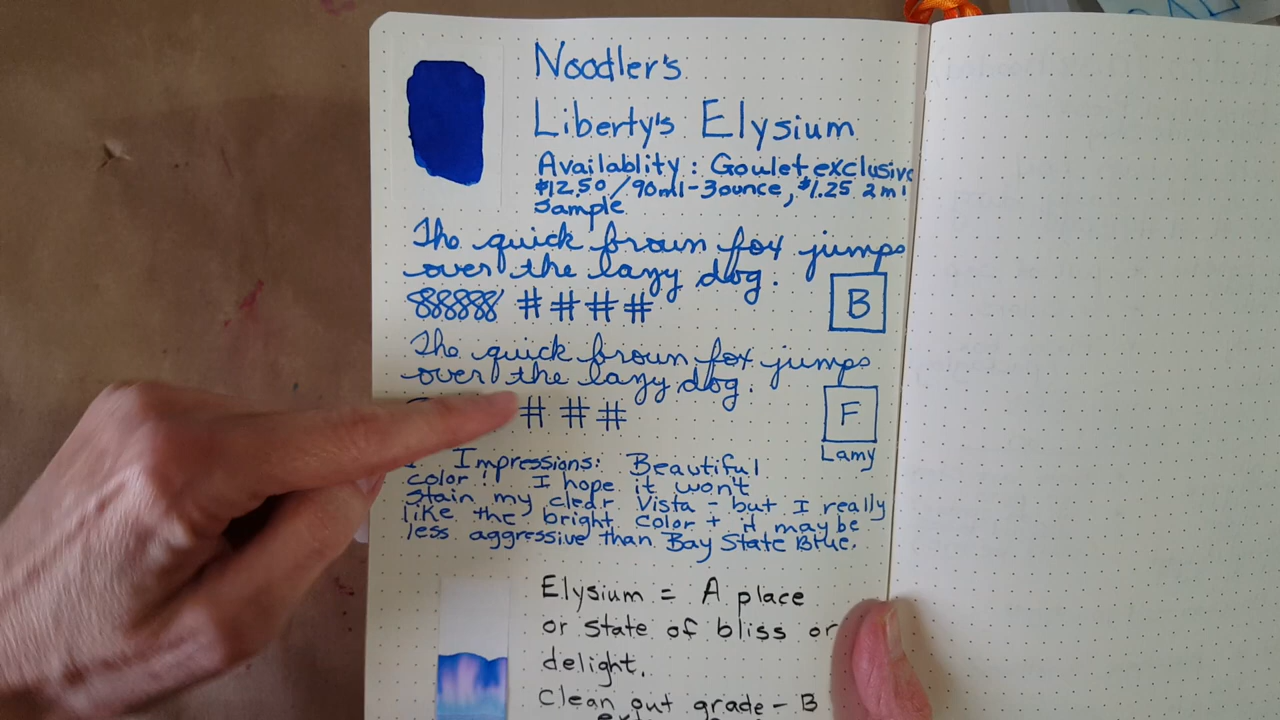 Noodler's
Liberty's Elysium
Availablity : Goulet exclusive
$12.50/90ml-3ounce, $1.25 2ml
Sample
The quick brown fox jumps
over the lazy dog.
888888 # # # #
B
The quick brown fox jumps
over the lazy dog.
# # #
F
Lamy
Impressions: Beautiful
color!! I hope it won't
stain my clear Vista - but I really
like the bright color + it may be
less aggressive than Bay State Blue.
Elysium = A place
or state of bliss or
delight.
Clean out grade - B